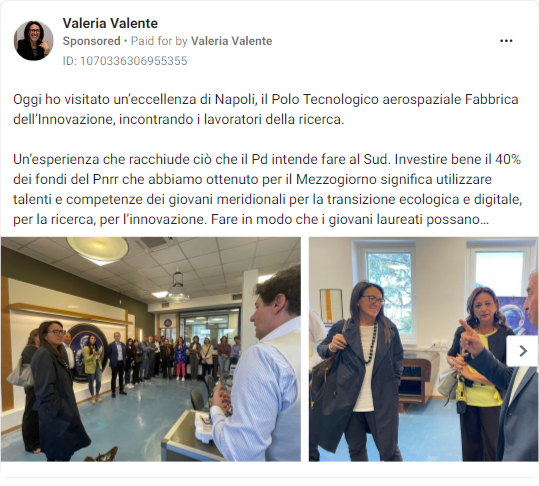 Valeria Valente
Sponsored • Paid for by Valeria Valente
ID: 1070336306955355
Oggi ho visitato un’eccellenza di Napoli, il Polo Tecnologico aerospaziale Fabbrica
dell’Innovazione, incontrando i lavoratori della ricerca.
Un’esperienza che racchiude ciò che il Pd intende fare al Sud. Investire bene il 40%
dei fondi del Pnrr che abbiamo ottenuto per il Mezzogiorno significa utilizzare
talenti e competenze dei giovani meridionali per la transizione ecologica e digitale,
per la ricerca, per l’innovazione. Fare in modo che i giovani laureati possano...